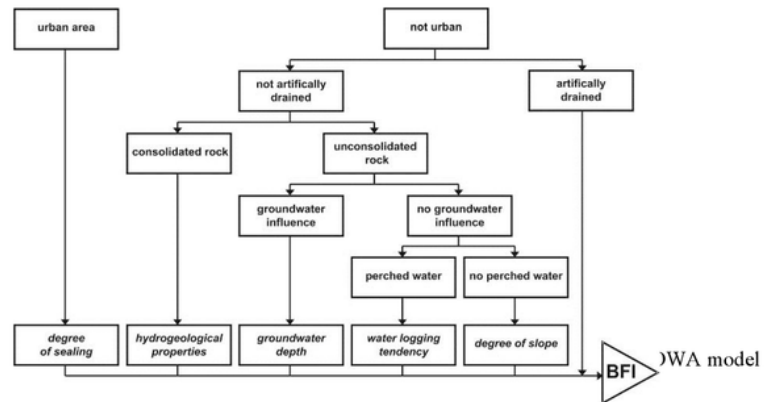 urban area
not urban
not artifically
drained
artifically
drained
consolidated rock
unconsolidated
rock
groundwater
influence
no groundwater
influence
perched water
no perched water
degree
of sealing
hydrogeological
properties
groundwater
depth
water logging
tendency
degree of slope
BFI
model